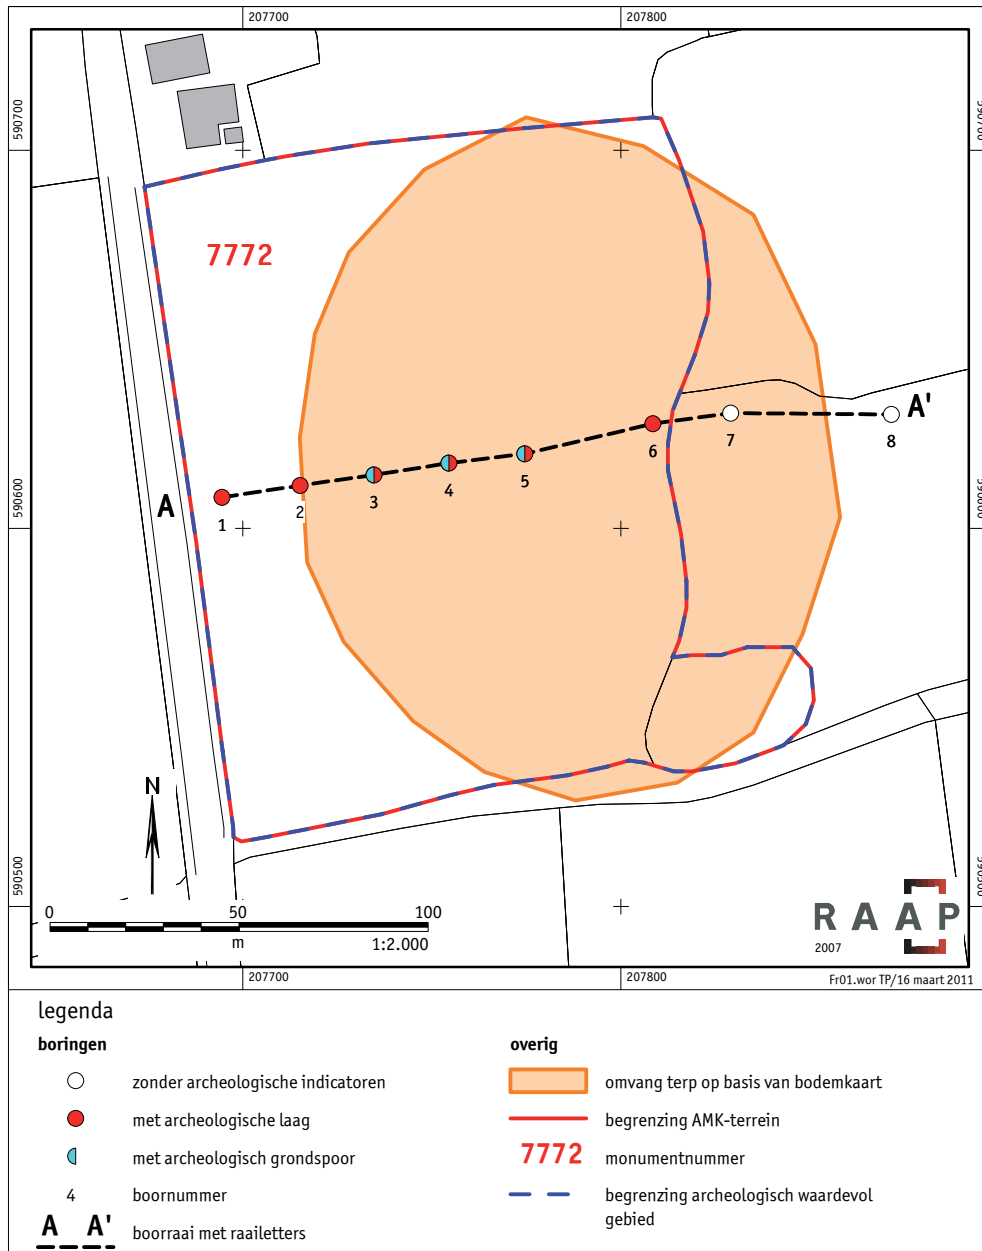 207700
207800
590700
590700
7772
A'
6
7
8
5
4
3
A
2
1
590600
590600
N
590500
590500
0
50
100
m
1:2.000
RAAP
2007
207700
207800
Fr01.wor TP/16 maart 2011
legenda
boringen
zonder archeologische indicatoren
met archeologische laag
met archeologisch grondspoor
4 boornummer
A A' boorraai met raailetters
overig
omvang terp op basis van bodemkaart
begrenzing AMK-terrein
7772 monumentnummer
begrenzing archeologisch waardevol
gebied